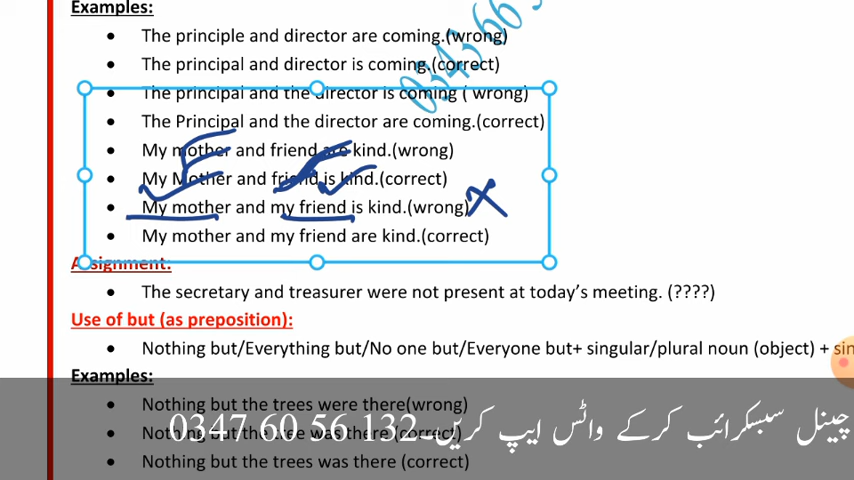 Examples:
• The principle and director are coming.(wrong)
• The principal and director is coming.(correct)
• The principal and the director is coming ( wrong)
• The Principal and the director are coming.(correct)
• My mother and friend are kind.(wrong)
• My Mother and friend is kind.(correct)
• My mother and my friend is kind.(wrong)
• My mother and my friend are kind.(correct)
Assignment:
• The secretary and treasurer were not present at today’s meeting. (????)
Use of but (as preposition):
• Nothing but/Everything but/No one but/Everyone but+ singular/plural noun (object) + sin
Examples:
• Nothing but the trees were there(wrong)
• Nothing but the tree was there (correct)
چینل سبسکرائب کرکے واٹس ایپ کریں۔0347 60 56 132
• Nothing but the trees was there (correct)